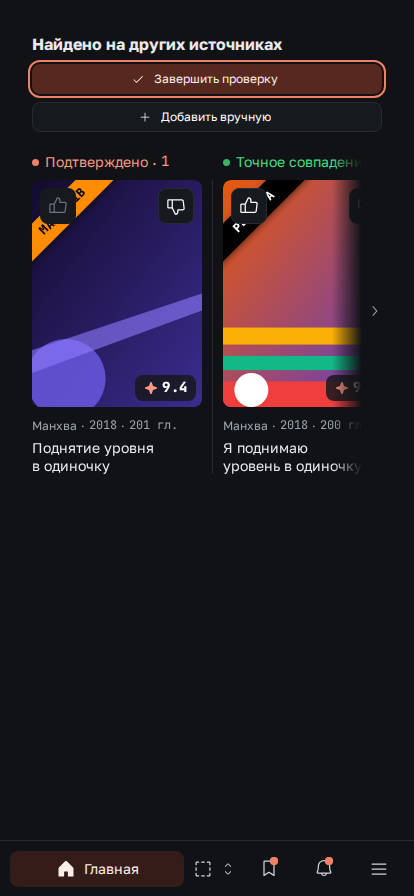 Найдено на других источниках
Завершить проверку
Добавить вручную
Подтверждено · 1
Точное совпадени
9.4
9
Манхва · 2018 · 201 гл.
Манхва · 2018 · 200 гл
Поднятие уровня
в одиночку
Я поднимаю
уровень в одиночку
Главная